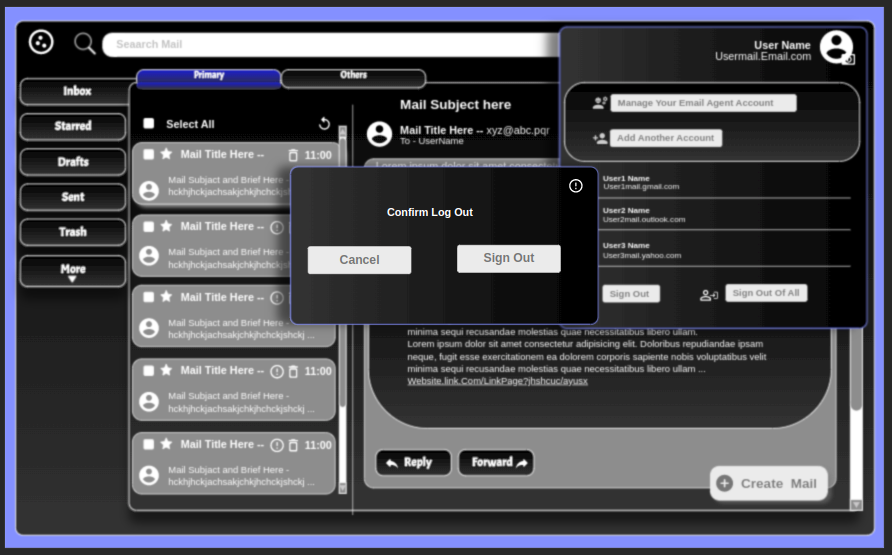 Seaarch Mail
User Name
Usermail.Email.com
Primary
Others
Inbox
Starred
Drafts
Sent
Trash
More
Select All
Mail Title Here -- 11:00
Mail Subjact and Brief Here -
Mail Title Here --
Mail Subjact and Brief Here -
Mail Title Here --
Mail Subjact and Brief Here -
hckhjhckjachsakjchkjhchckjshckj ...
Mail Title Here -- 11:00
Mail Subjact and Brief Here -
hckhjhckjachsakjchkjhchckjshckj ...
Mail Title Here -- 11:00
Mail Subjact and Brief Here -
hckhjhckjachsakjchkjhchckjshckj ...
Mail Subject here
Mail Title Here -- xyz@abc.pqr
To - UserName
Manage Your Email Agent Account
Add Another Account
User1 Name
User1mail.gmail.com
User2 Name
User2mail.outlook.com
User3 Name
User3mail.yahoo.com
Sign Out
Sign Out Of All
Confirm Log Out
Cancel
Sign Out
minima sequi recusandae molestias quae necessitatibus libero ullam.
Lorem ipsum dolor sit amet consectetur adipisicing elit. Doloribus repudiandae ipsam
neque, fugit esse exercitationem ea dolorem corporis sapiente nobis voluptatibus velit
minima sequi recusandae molestias quae necessitatibus libero ullam ...
Website.link.Com/LinkPage?jhshcuc/ayusx
Reply
Forward
Create Mail